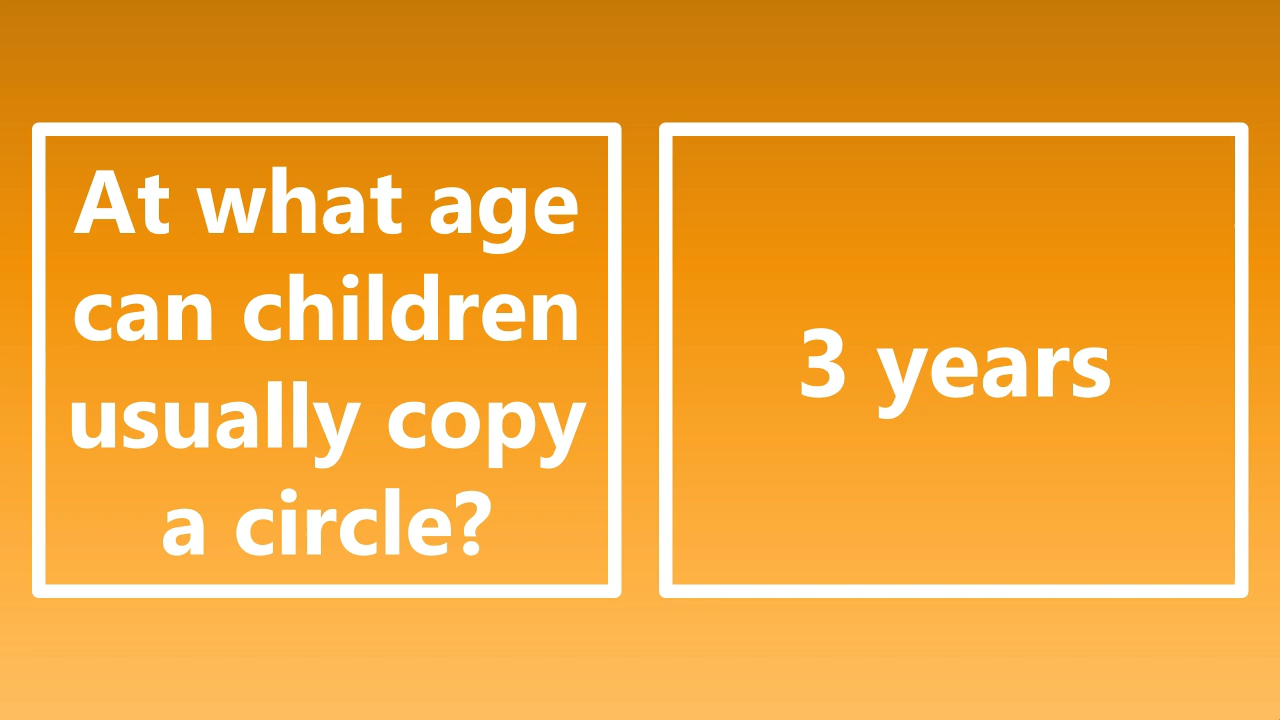 At what age
can children
usually copy
a circle?
3 years